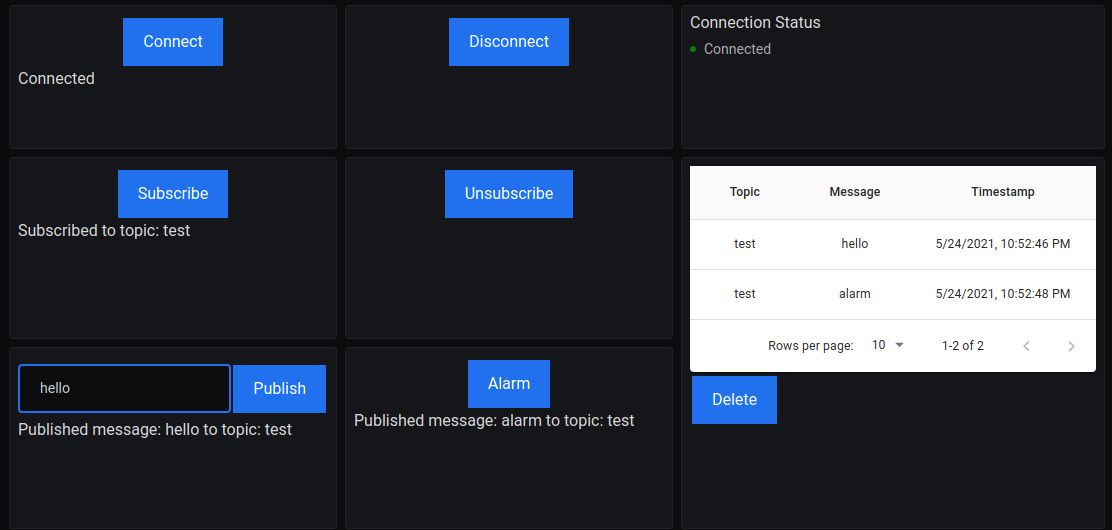 Connect
Connected
Disconnect
Connection Status
Connected
Subscribe
Subscribed to topic: test
Unsubscribe
Topic Message Timestamp
test hello 5/24/2021, 10:52:46 PM
test alarm 5/24/2021, 10:52:48 PM
Rows per page: 10 1-2 of 2
Delete
hello Publish
Published message: hello to topic: test
Alarm
Published message: alarm to topic: test